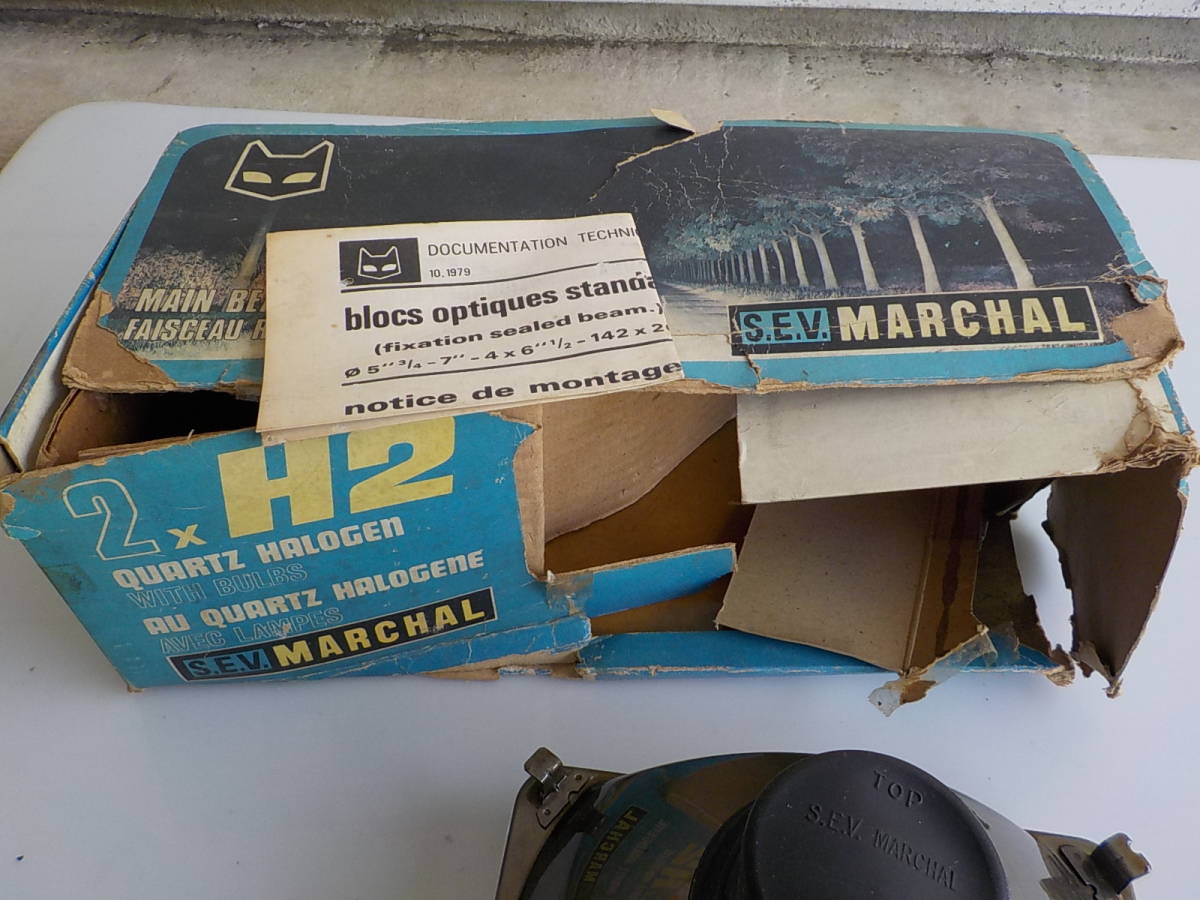 MAIN BE
FAISCEAU R
DOCUMENTATION TECHNI
10.1979
blocs optiques standa
(fixation sealed beam.)
Ø 5"3/4 - 7" - 4 x 6"1/2 - 142 x 2
notice de montage
S.E.V. MARCHAL
2 x H2
QUARTZ HALOGEN
WITH BULBS
AU QUARTZ HALOGENE
AVEC LAMPES
S.E.V. MARCHAL
TOP
S.E.V. MARCHAL
MARCHAL